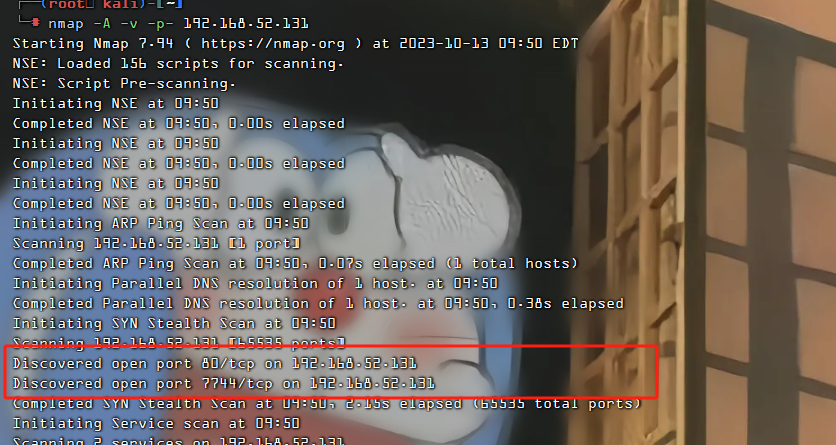 (root kali)-[~]
# nmap -A -v -p- 192.168.52.131
Starting Nmap 7.94 ( https://nmap.org ) at 2023-10-13 09:50 EDT
NSE: Loaded 156 scripts for scanning.
NSE: Script Pre-scanning.
Initiating NSE at 09:50
Completed NSE at 09:50, 0.00s elapsed
Initiating NSE at 09:50
Completed NSE at 09:50, 0.00s elapsed
Initiating NSE at 09:50
Completed NSE at 09:50, 0.00s elapsed
Initiating ARP Ping Scan at 09:50
Scanning 192.168.52.131 [1 port]
Completed ARP Ping Scan at 09:50, 0.07s elapsed (1 total hosts)
Initiating Parallel DNS resolution of 1 host. at 09:50
Completed Parallel DNS resolution of 1 host. at 09:50, 0.38s elapsed
Initiating SYN Stealth Scan at 09:50
Scanning 192.168.52.131 [65535 ports]
Discovered open port 80/tcp on 192.168.52.131
Discovered open port 7744/tcp on 192.168.52.131
Completed SYN Stealth Scan at 09:50, 2.15s elapsed (65535 total ports)
Initiating Service scan at 09:50
Scanning 2 services on 192.168.52.131